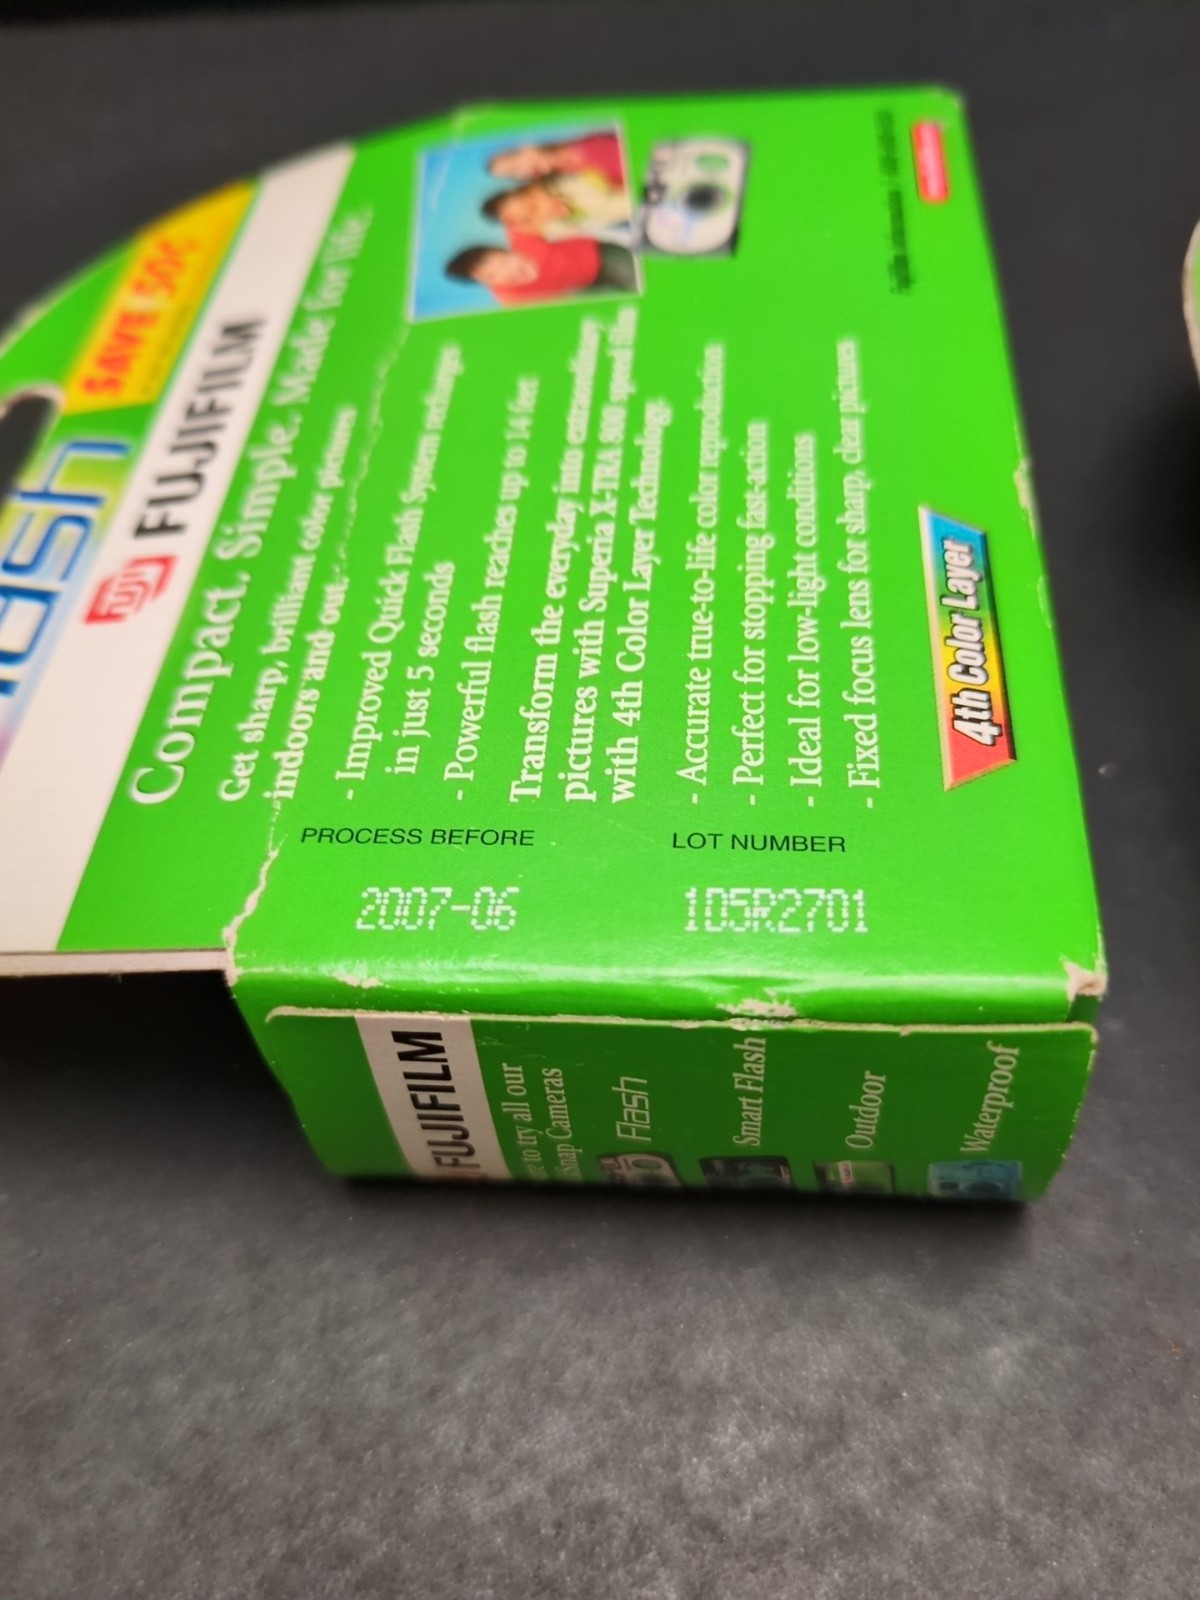 SAVE 50¢
Flash
FUJI FUJIFILM
Compact. Simple. Made for life.
Get sharp, brilliant color pictures
indoors and out.
- Improved Quick Flash System recharges
in just 5 seconds
- Powerful flash reaches up to 14 feet
Transform the everyday into extraordinary
pictures with Superia X-TRA 800 speed film
with 4th Color Layer Technology.
- Accurate true-to-life color reproduction
- Perfect for stopping fast-action
- Ideal for low-light conditions
- Fixed focus lens for sharp, clear pictures
4th Color Layer
PROCESS BEFORE
2007-06
LOT NUMBER
1D5R2701
FUJIFILM
to try all our
Snap Cameras
Flash
Smart Flash
Outdoor
Waterproof